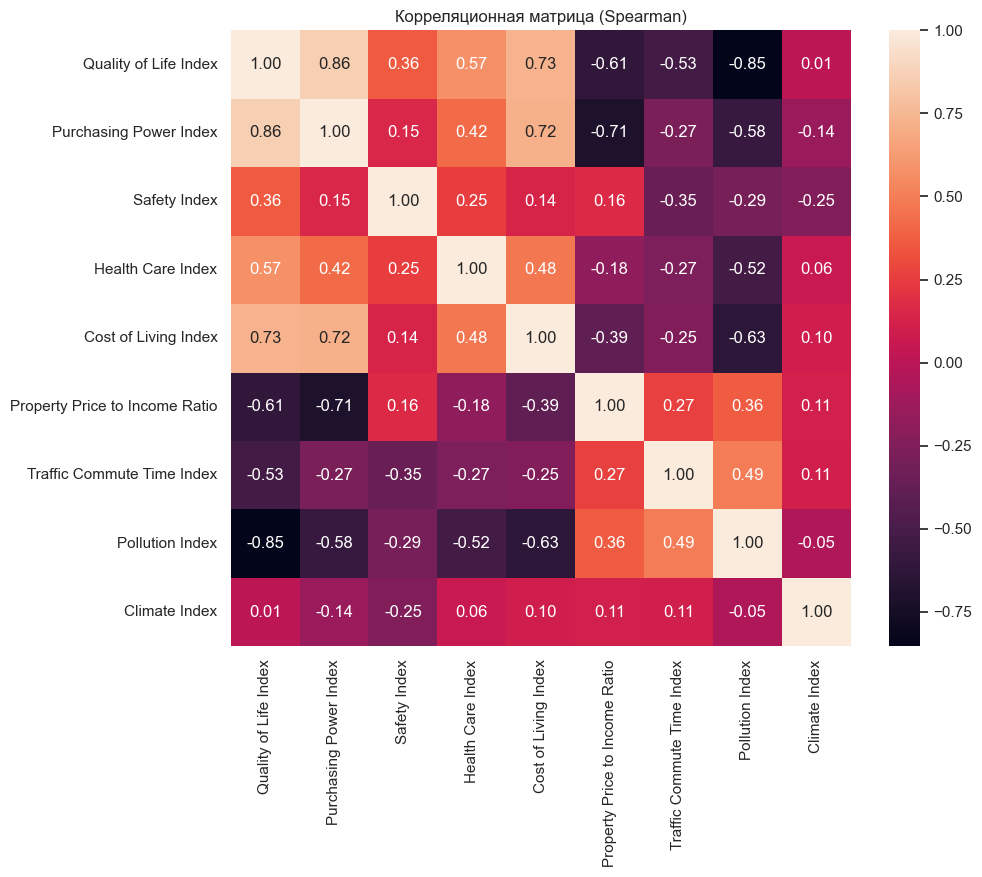 Корреляционная матрица (Spearman)
Quality of Life Index 1.00 0.86 0.36 0.57 0.73 -0.61 -0.53 -0.85 0.01
Purchasing Power Index 0.86 1.00 0.15 0.42 0.72 -0.71 -0.27 -0.58 -0.14
Safety Index 0.36 0.15 1.00 0.25 0.14 0.16 -0.35 -0.29 -0.25
Health Care Index 0.57 0.42 0.25 1.00 0.48 -0.18 -0.27 -0.52 0.06
Cost of Living Index 0.73 0.72 0.14 0.48 1.00 -0.39 -0.25 -0.63 0.10
Property Price to Income Ratio -0.61 -0.71 0.16 -0.18 -0.39 1.00 0.27 0.36 0.11
Traffic Commute Time Index -0.53 -0.27 -0.35 -0.27 -0.25 0.27 1.00 0.49 0.11
Pollution Index -0.85 -0.58 -0.29 -0.52 -0.63 0.36 0.49 1.00 -0.05
Climate Index 0.01 -0.14 -0.25 0.06 0.10 0.11 0.11 -0.05 1.00
Quality of Life Index
Purchasing Power Index
Safety Index
Health Care Index
Cost of Living Index
Property Price to Income Ratio
Traffic Commute Time Index
Pollution Index
Climate Index
1.00
0.75
0.50
0.25
0.00
−0.25
−0.50
−0.75